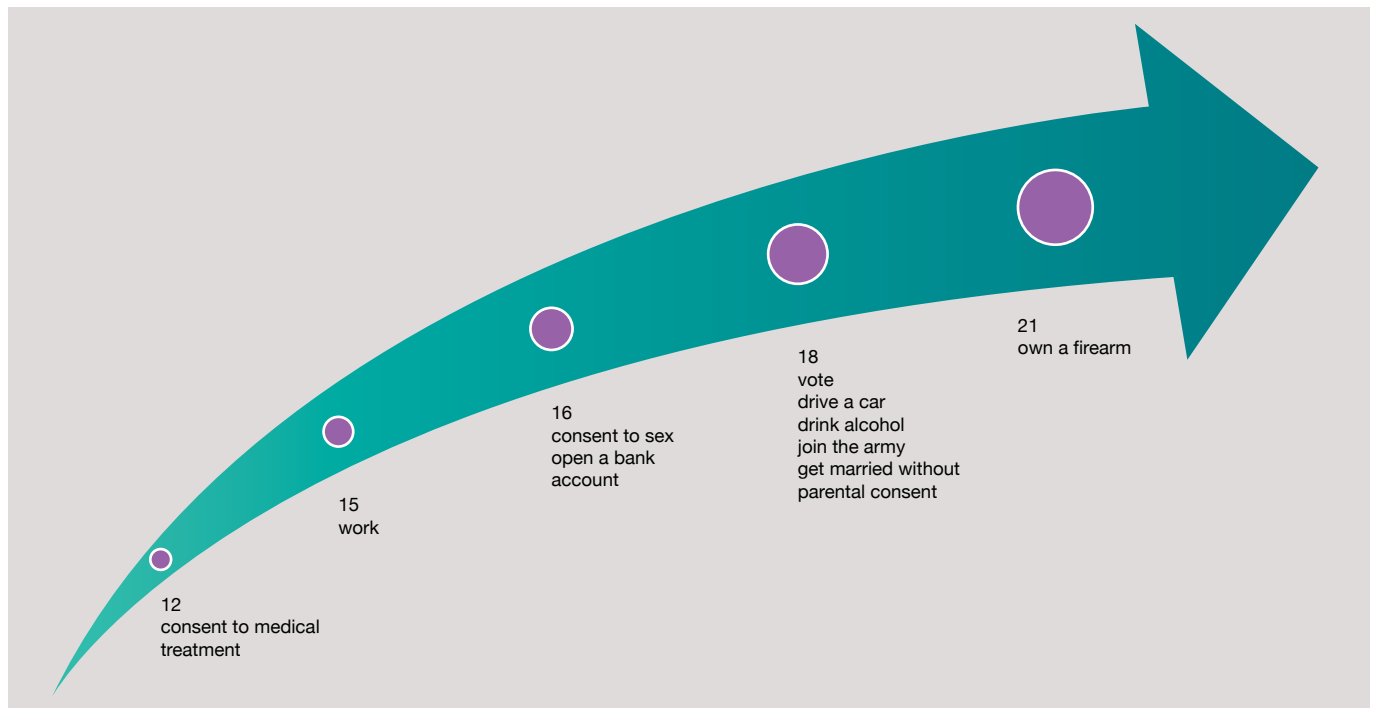 12
consent to medical
treatment
15
work
16
consent to sex
open a bank
account
18
vote
drive a car
drink alcohol
join the army
get married without
parental consent
21
own a firearm